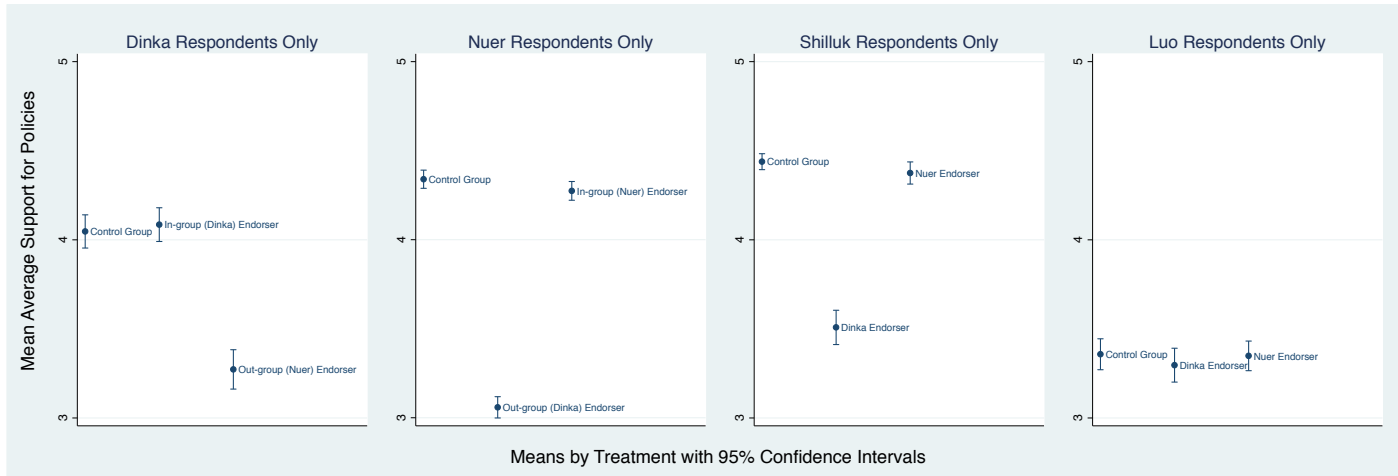 Dinka Respondents Only
Nuer Respondents Only
Shilluk Respondents Only
Luo Respondents Only
Mean Average Support for Policies
5
4
3
Control Group
In-group (Dinka) Endorser
Out-group (Nuer) Endorser
5
4
3
Control Group
In-group (Nuer) Endorser
Out-group (Dinka) Endorser
5
4
3
Control Group
Nuer Endorser
Dinka Endorser
5
4
3
Control Group
Dinka Endorser
Nuer Endorser
Means by Treatment with 95% Confidence Intervals